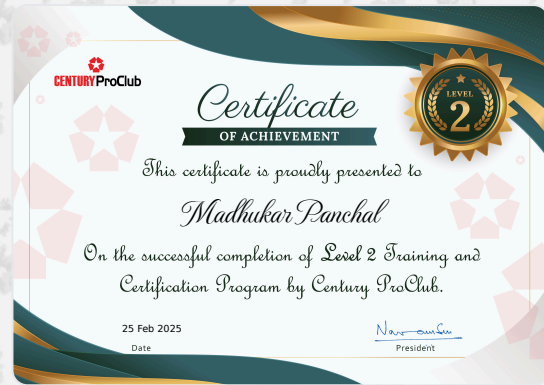 CENTURY ProClub
LEVEL
2
Certificate
OF ACHIEVEMENT
This certificate is proudly presented to
Madhukar Panchal
On the successful completion of Level 2 Training and
Certification Program by Century ProClub.
25 Feb 2025
Date
President